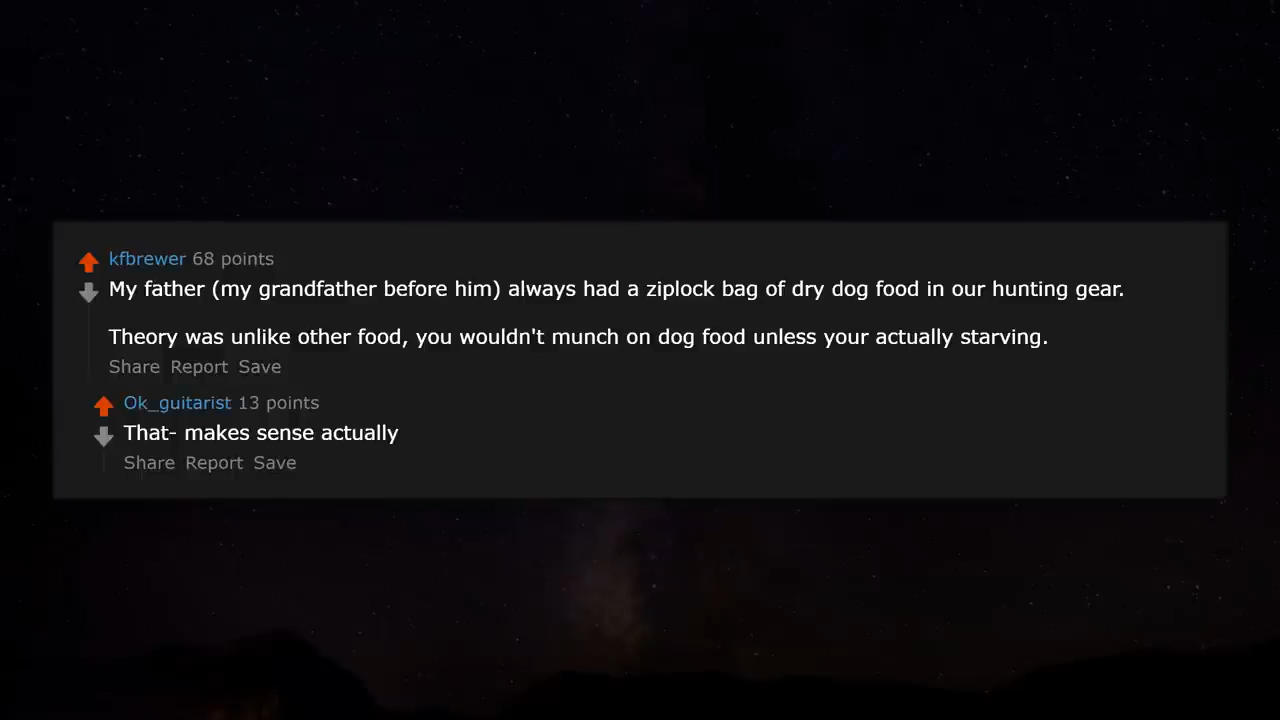 kfbrewer 68 points
My father (my grandfather before him) always had a ziplock bag of dry dog food in our hunting gear.
Theory was unlike other food, you wouldn't munch on dog food unless your actually starving.
Share Report Save
Ok_guitarist 13 points
That- makes sense actually
Share Report Save